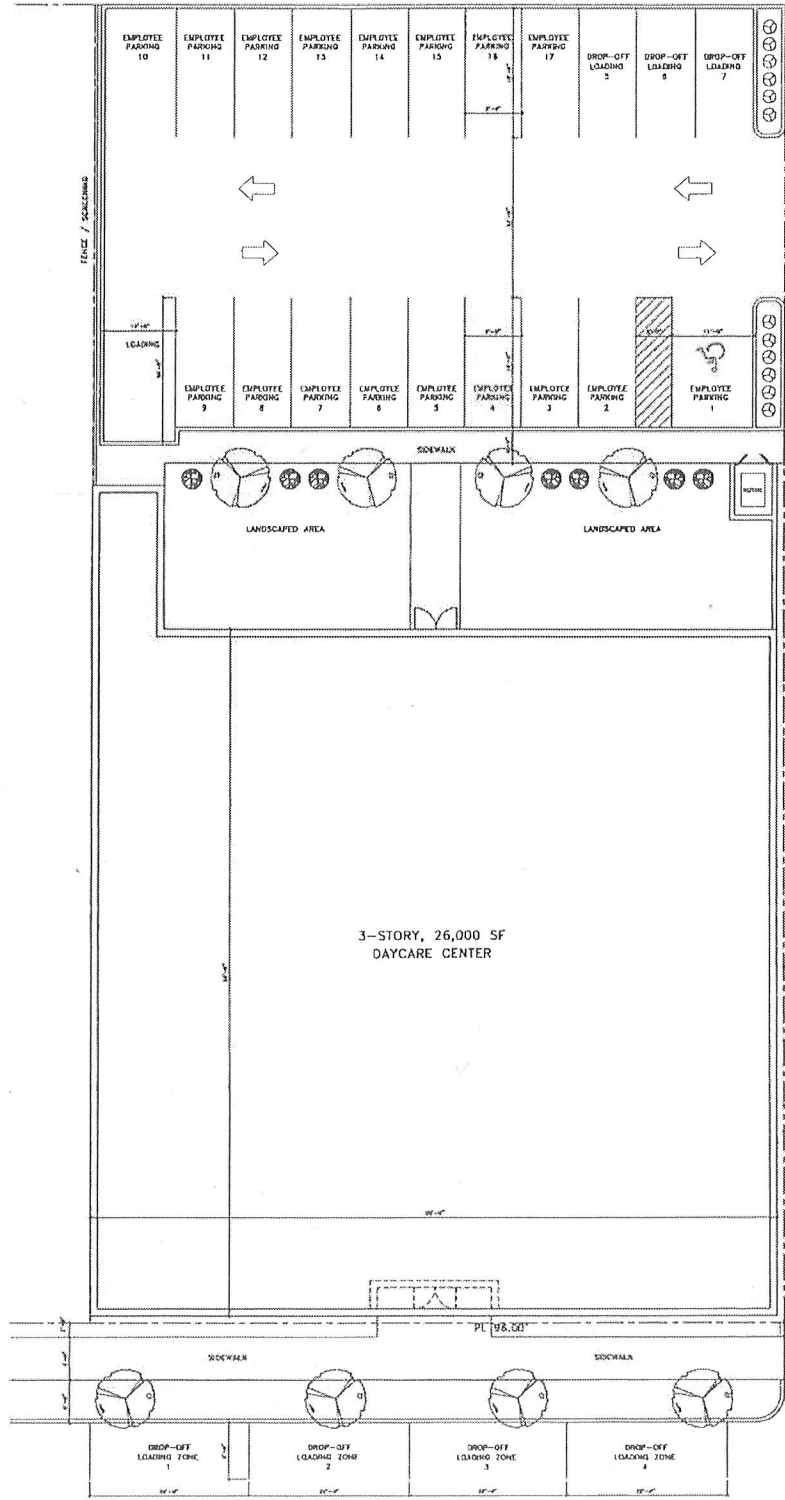 EMPLOYEE
PARKING
10
EMPLOYEE
PARKING
11
EMPLOYEE
PARKING
12
EMPLOYEE
PARKING
13
EMPLOYEE
PARKING
14
EMPLOYEE
PARKING
15
EMPLOYEE
PARKING
16
EMPLOYEE
PARKING
17
DROP-OFF
LOADING
5
DROP-OFF
LOADING
6
DROP-OFF
LOADING
7
FENCE / SCREENING
LOADING
EMPLOYEE
PARKING
9
EMPLOYEE
PARKING
8
EMPLOYEE
PARKING
7
EMPLOYEE
PARKING
6
EMPLOYEE
PARKING
5
EMPLOYEE
PARKING
4
EMPLOYEE
PARKING
3
EMPLOYEE
PARKING
2
EMPLOYEE
PARKING
1
SIDEWALK
LANDSCAPED AREA
LANDSCAPED AREA
3-STORY, 26,000 SF
DAYCARE CENTER
PL 98.00'
SIDEWALK
SIDEWALK
DROP-OFF
LOADING ZONE
1
DROP-OFF
LOADING ZONE
2
DROP-OFF
LOADING ZONE
3
DROP-OFF
LOADING ZONE
4